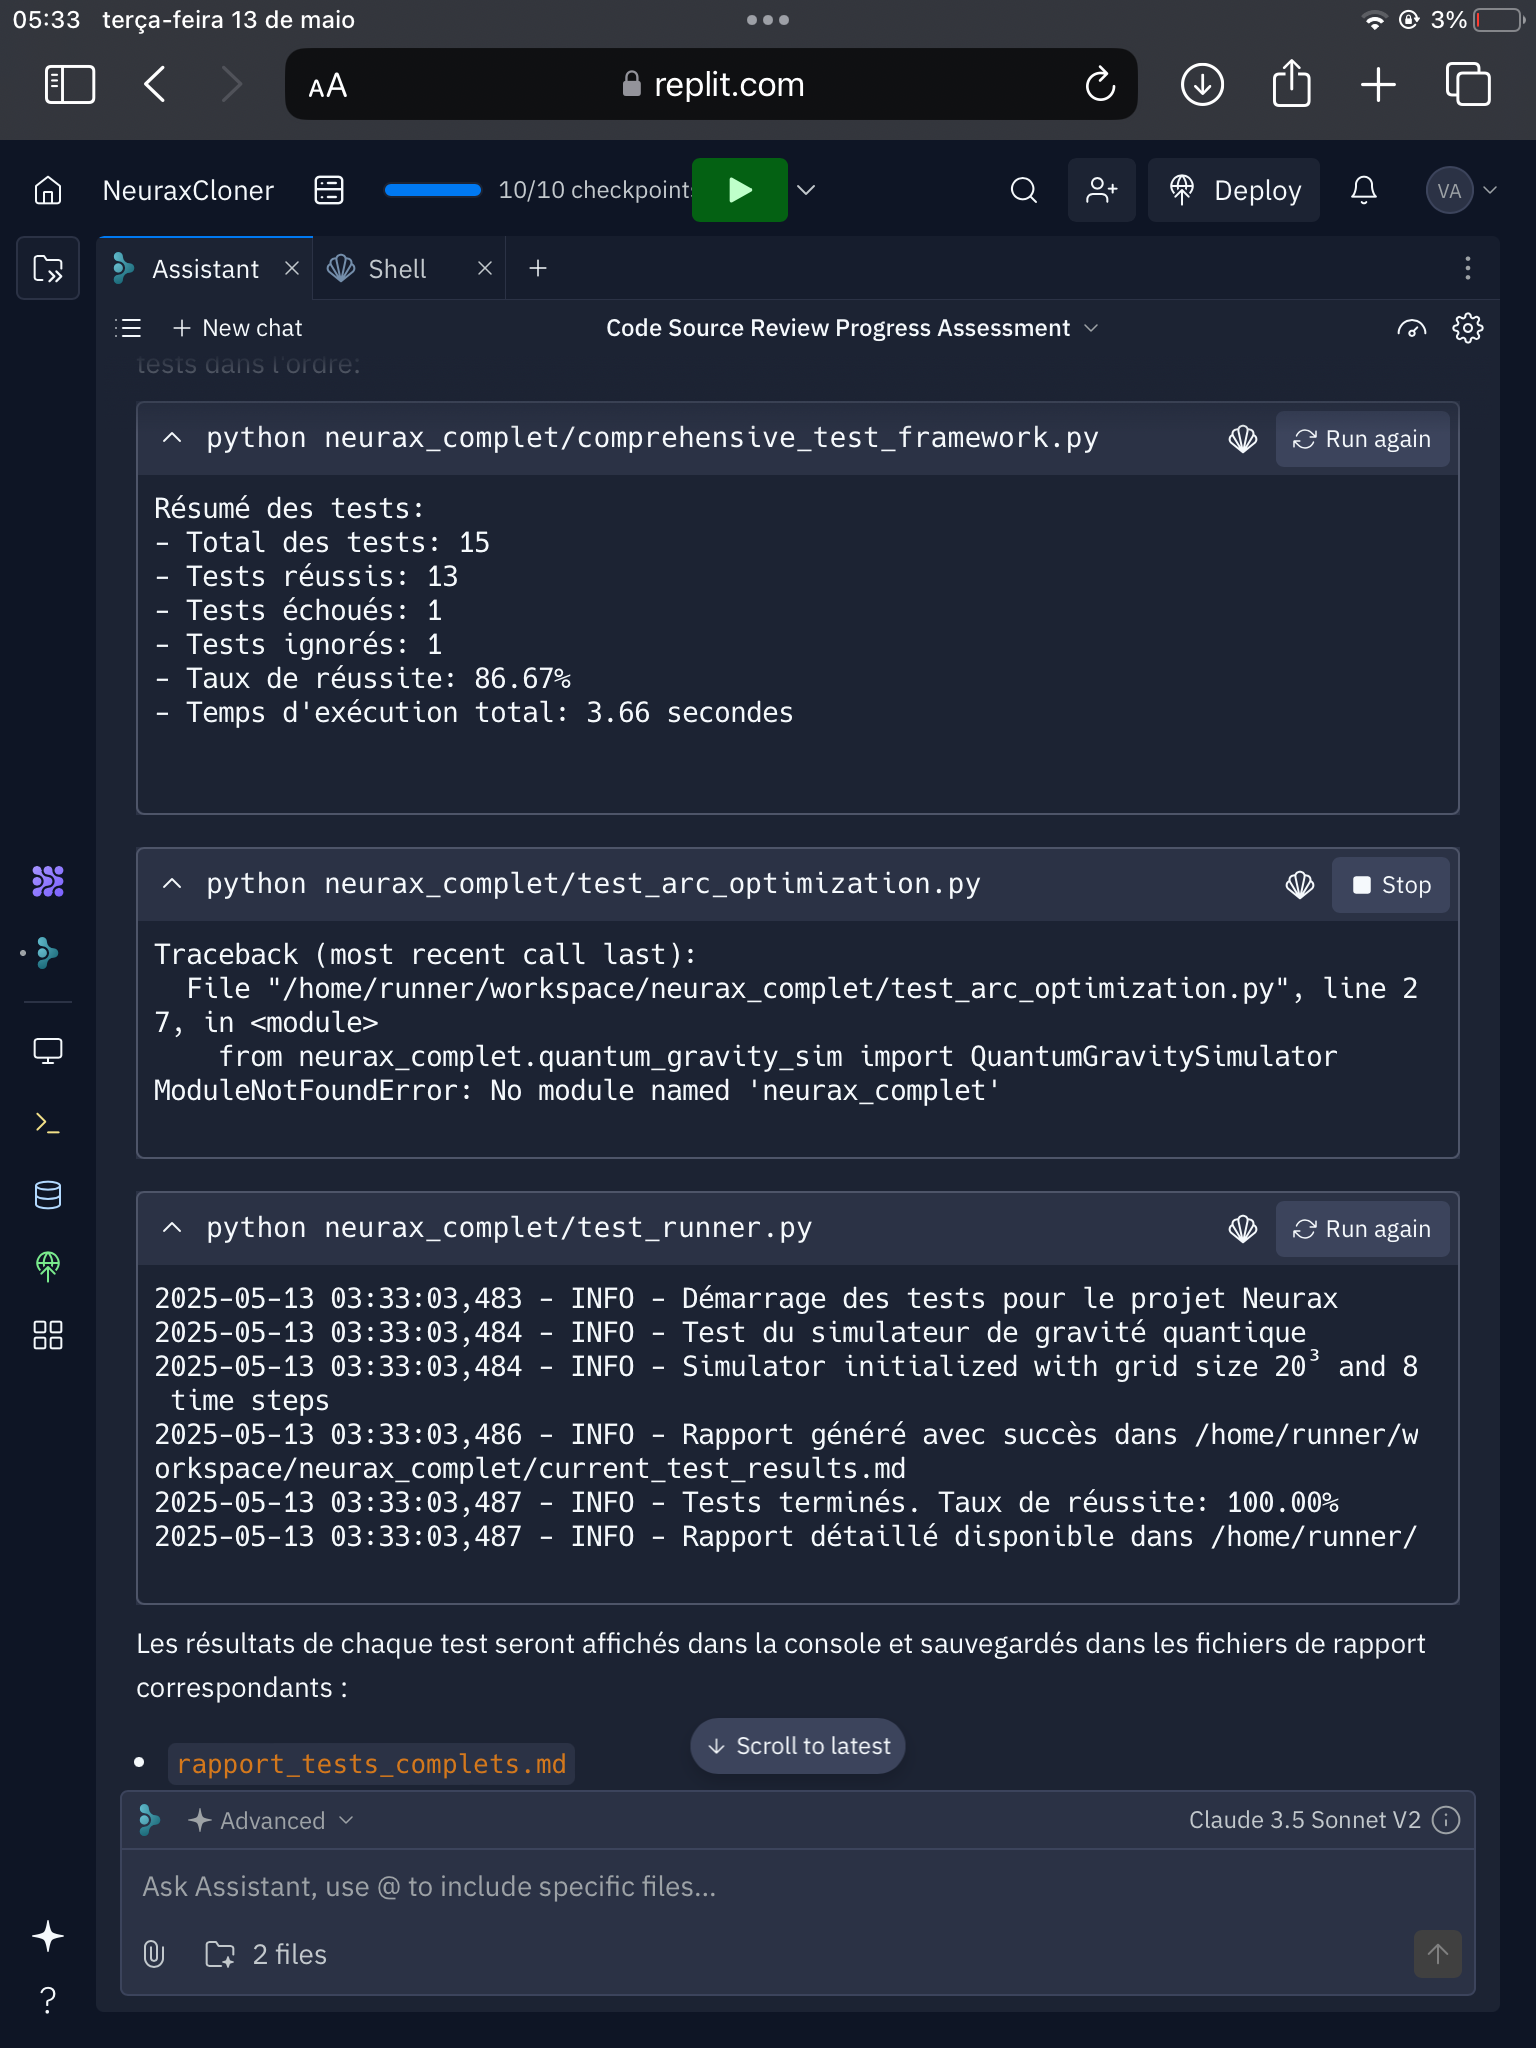 05:33 terça-feira 13 de maio
3%
AA replit.com
NeuraxCloner
10/10 checkpoints
Deploy
VA
Assistant
Shell
New chat
Code Source Review Progress Assessment
tests dans l'ordre:
python neurax_complet/comprehensive_test_framework.py
Run again
Résumé des tests:
- Total des tests: 15
- Tests réussis: 13
- Tests échoués: 1
- Tests ignorés: 1
- Taux de réussite: 86.67%
- Temps d'exécution total: 3.66 secondes
python neurax_complet/test_arc_optimization.py
Stop
Traceback (most recent call last):
File "/home/runner/workspace/neurax_complet/test_arc_optimization.py", line 2
7, in <module>
from neurax_complet.quantum_gravity_sim import QuantumGravitySimulator
ModuleNotFoundError: No module named 'neurax_complet'
python neurax_complet/test_runner.py
Run again
2025-05-13 03:33:03,483 - INFO - Démarrage des tests pour le projet Neurax
2025-05-13 03:33:03,484 - INFO - Test du simulateur de gravité quantique
2025-05-13 03:33:03,484 - INFO - Simulator initialized with grid size 20³ and 8
time steps
2025-05-13 03:33:03,486 - INFO - Rapport généré avec succès dans /home/runner/w
orkspace/neurax_complet/current_test_results.md
2025-05-13 03:33:03,487 - INFO - Tests terminés. Taux de réussite: 100.00%
2025-05-13 03:33:03,487 - INFO - Rapport détaillé disponible dans /home/runner/
Les résultats de chaque test seront affichés dans la console et sauvegardés dans les fichiers de rapport
correspondants :
• rapport_tests_complets.md
Scroll to latest
Advanced
Claude 3.5 Sonnet V2
Ask Assistant, use @ to include specific files...
2 files